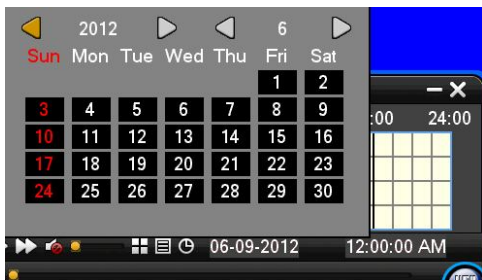 2012 6
Sun Mon Tue Wed Thu Fri Sat
1 2
3 4 5 6 7 8 9
:00 24:00
10 11 12 13 14 15 16
17 18 19 20 21 22 23
24 25 26 27 28 29 30
06-09-2012 12:00:00 AM